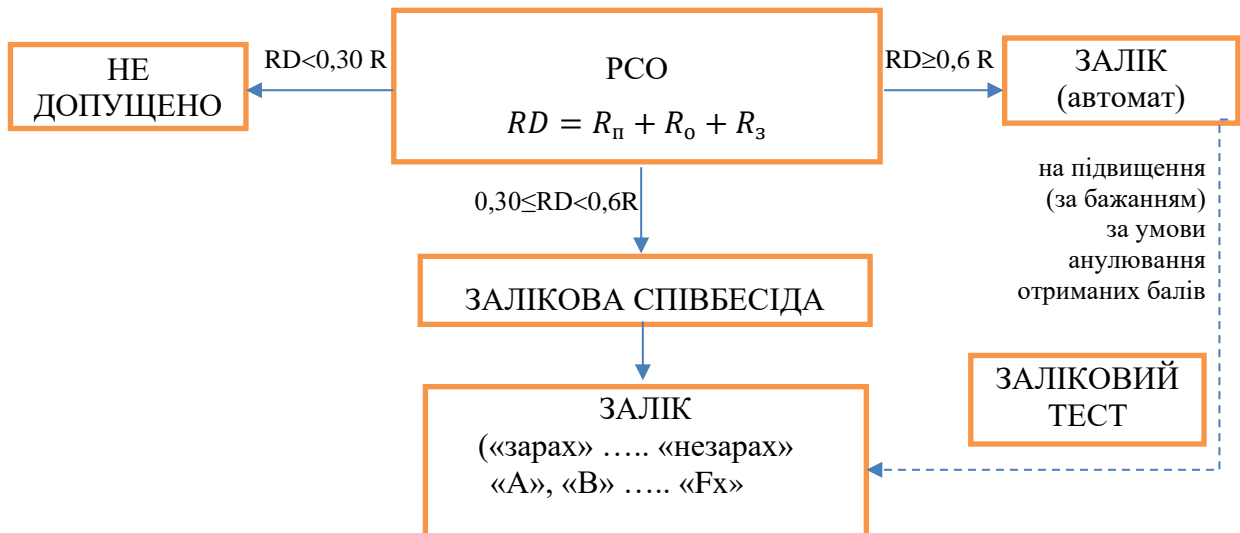 НЕ
ДОПУЩЕНО
RD<0,30 R
РСО
RD = Rп + Rо + Rз
RD≥0,6 R
ЗАЛІК
(автомат)
на підвищення
(за бажанням)
за умови
анулювання
отриманих балів
0,30≤RD<0,6R
ЗАЛІКОВА СПІВБЕСІДА
ЗАЛІКОВИЙ
ТЕСТ
ЗАЛІК
(«зарах» ….. «незарах»
«А», «В» ….. «Fx»